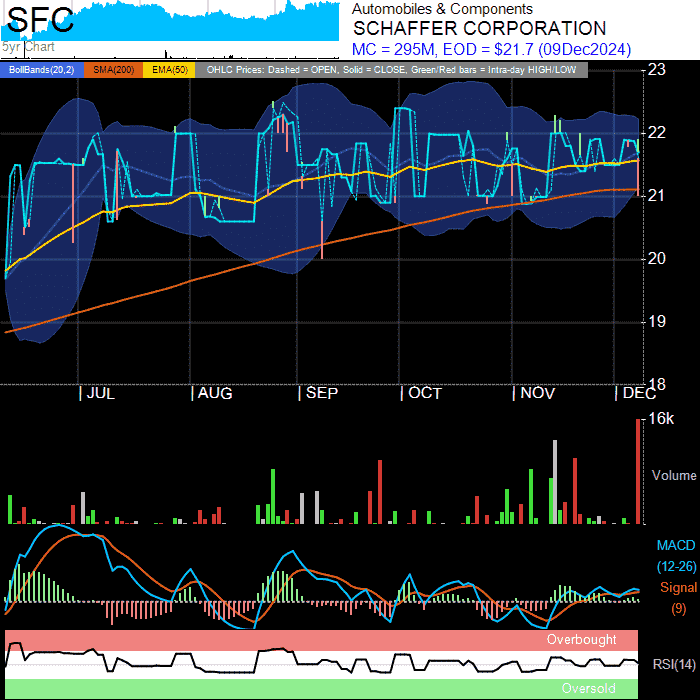 SFC
5yr Chart
Automobiles & Components
SCHAFFER CORPORATION
MC = 295M, EOD = $21.7 (09Dec2024)
BollBands(20,2) SMA(200) EMA(50) OHLC Prices: Dashed = OPEN, Solid = CLOSE, Green/Red bars = Intra-day HIGH/LOW
23
22
21
20
19
18
JUL AUG SEP OCT NOV DEC
16k
Volume
MACD
(12-26)
Signal
(9)
Overbought
RSI(14)
Oversold